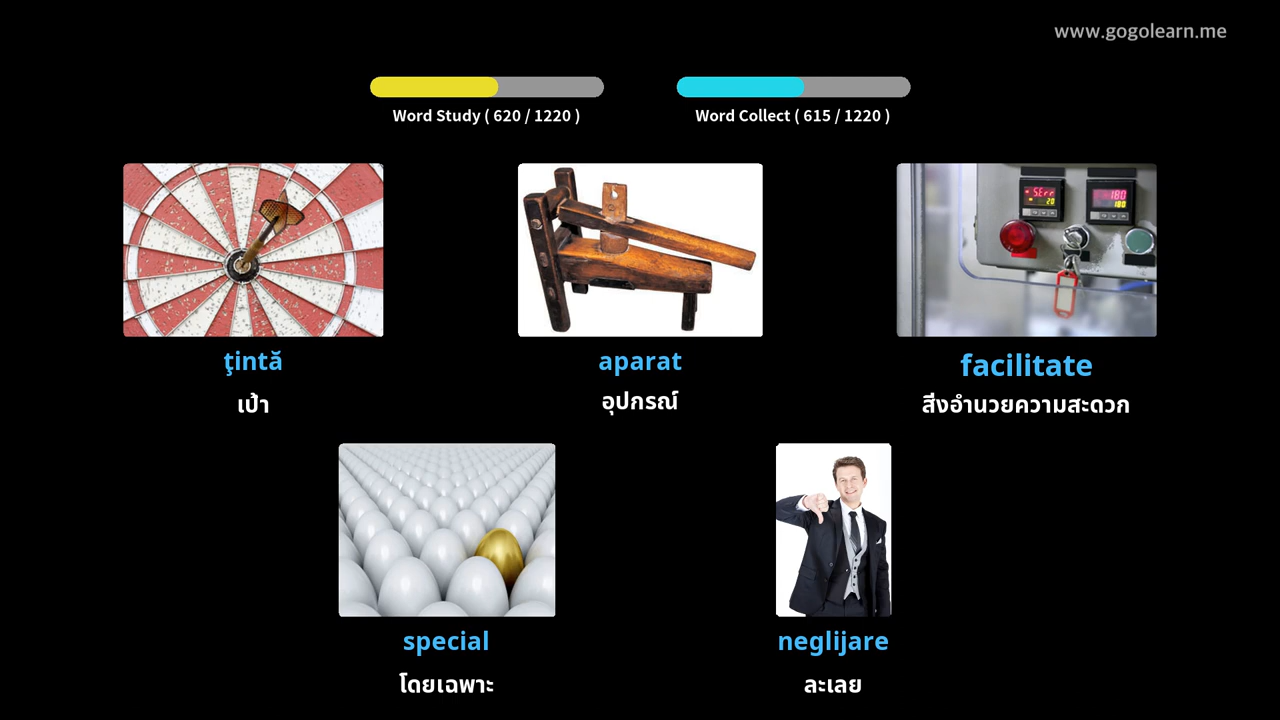 www.gogolearn.me
Word Study ( 620 / 1220 )
Word Collect ( 615 / 1220 )
ţintă
aparat
facilitate
เป้า
อุปกรณ์
สิ่งอำนวยความสะดวก
special
neglijare
โดยเฉพาะ
ละเลย